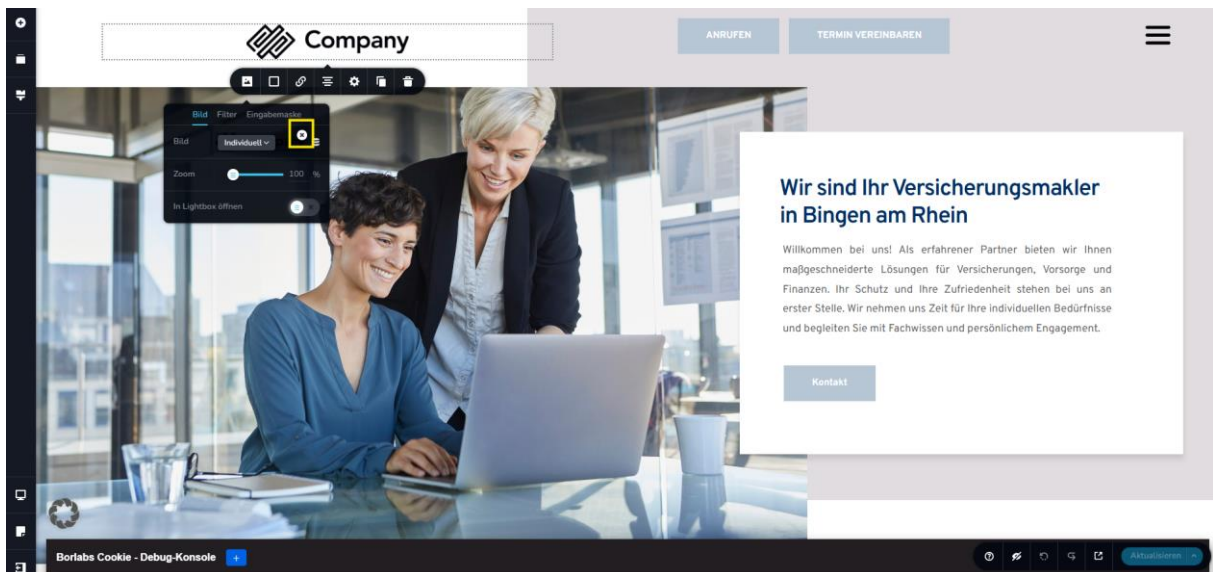 Company
ANRUFEN
TERMIN VEREINBAREN
Bild Filter Eingabemaske
Bild Individuell
Zoom 100 %
In Lightbox öffnen
Wir sind Ihr Versicherungsmakler
in Bingen am Rhein
Willkommen bei uns! Als erfahrener Partner bieten wir Ihnen
maßgeschneiderte Lösungen für Versicherungen, Vorsorge und
Finanzen. Ihr Schutz und Ihre Zufriedenheit stehen bei uns an
erster Stelle. Wir nehmen uns Zeit für Ihre individuellen Bedürfnisse
und begleiten Sie mit Fachwissen und persönlichem Engagement.
Kontakt
Borlabs Cookie - Debug-Konsole +
Aktualisieren